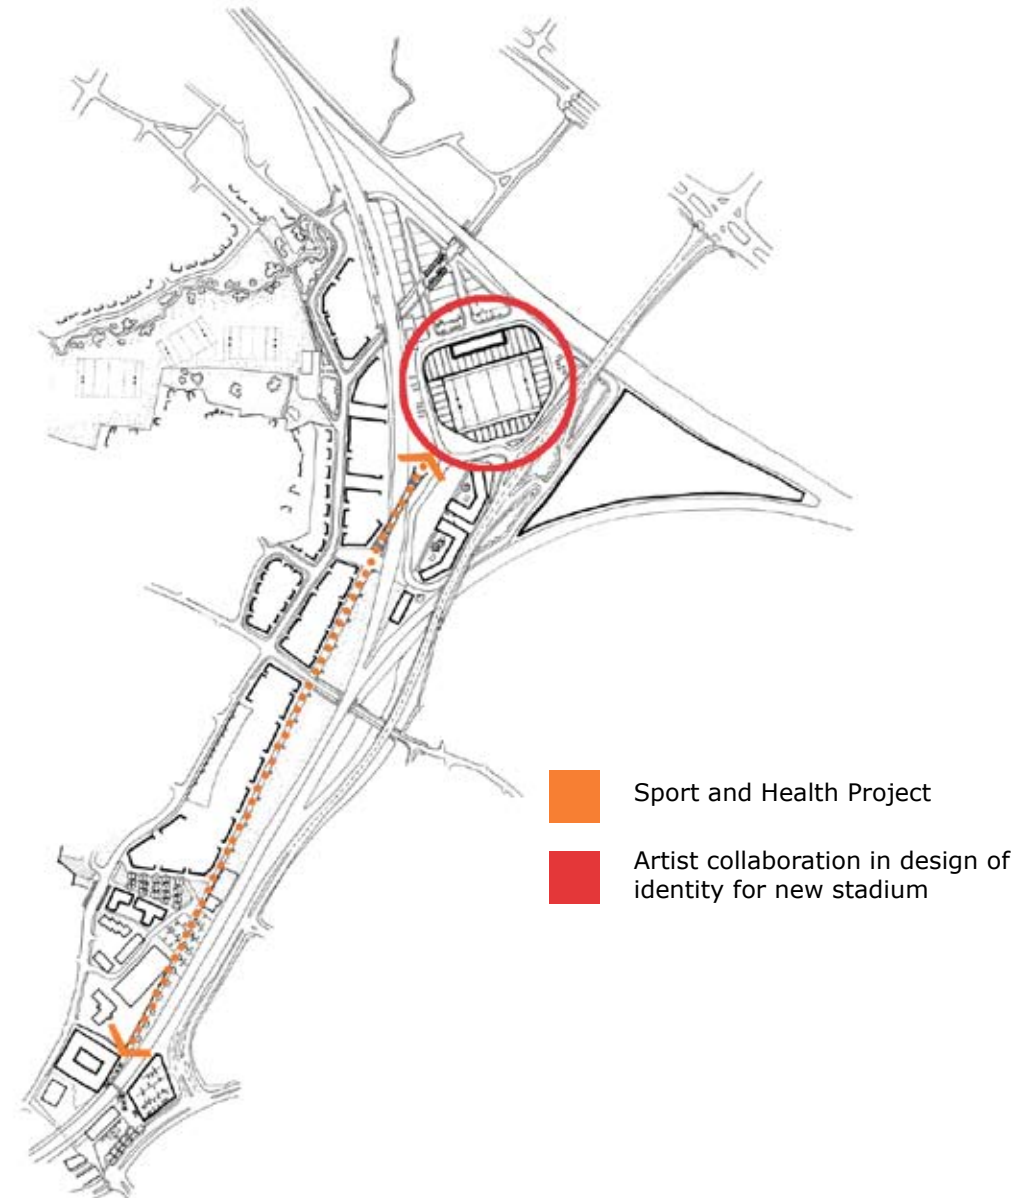 Sport and Health Project
Artist collaboration in design of
identity for new stadium